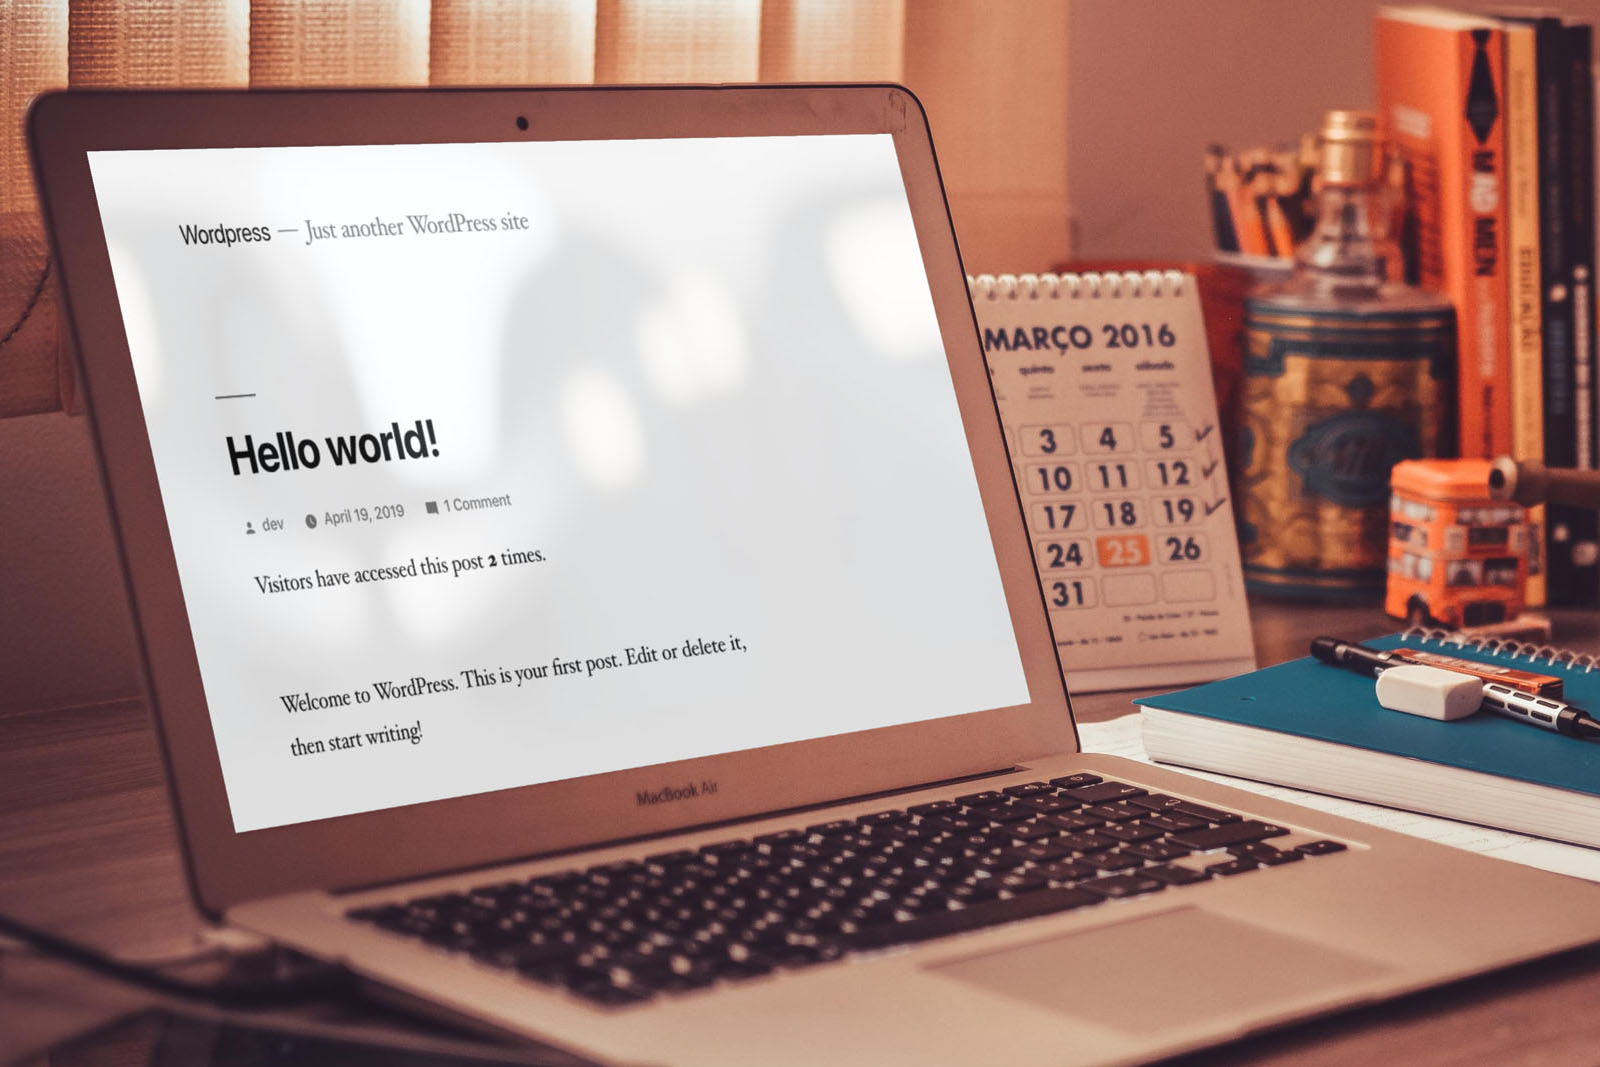 Wordpress — Just another WordPress site
Hello world!
dev April 19, 2019 1 Comment
Visitors have accessed this post 2 times.
Welcome to WordPress. This is your first post. Edit or delete it,
then start writing!
MacBook Air
MARÇO 2016
quinta sexta sábado
3 4 5
10 11 12
17 18 19
24 25 26
31
MAD MEN